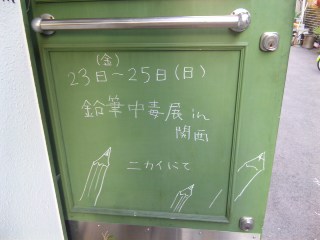 (金)
23日～25日(日)
鉛筆中毒展 in
関西
ニカイにて